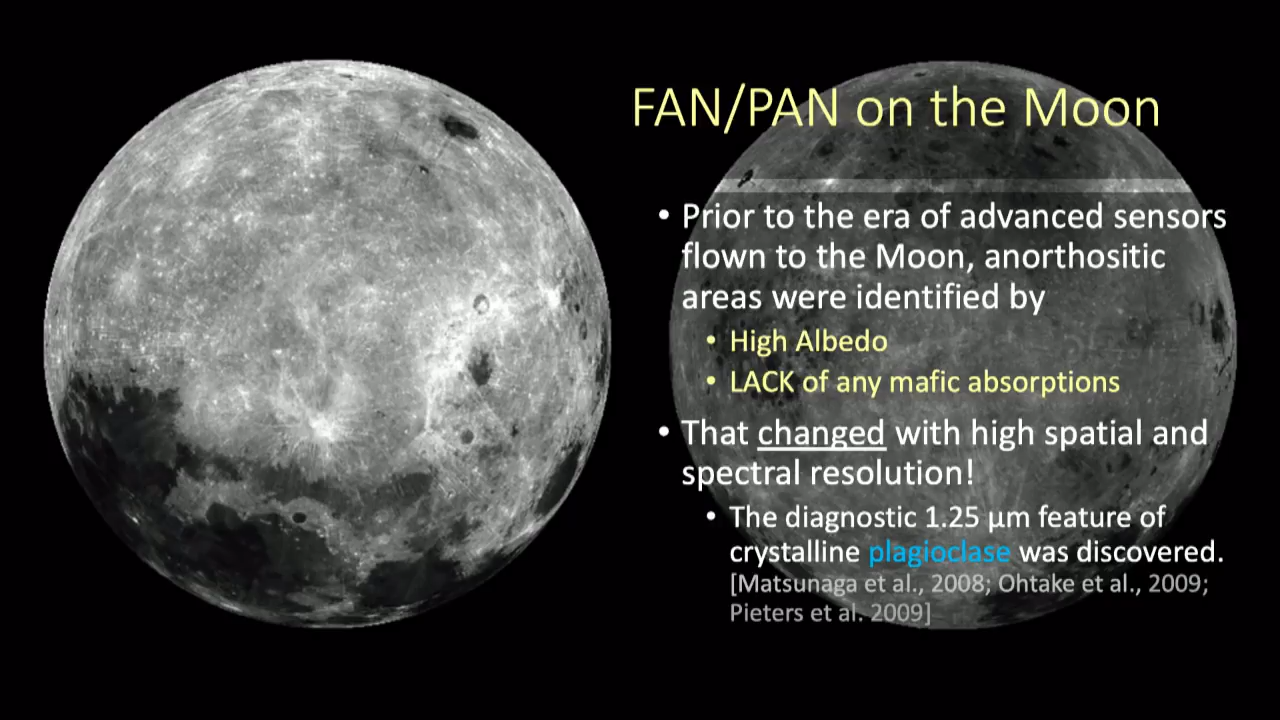 FAN/PAN on the Moon
• Prior to the era of advanced sensors
flown to the Moon, anorthositic
areas were identified by
• High Albedo
• LACK of any mafic absorptions
• That changed with high spatial and
spectral resolution!
• The diagnostic 1.25 µm feature of
crystalline plagioclase was discovered.
[Matsunaga et al., 2008; Ohtake et al., 2009;
Pieters et al. 2009]